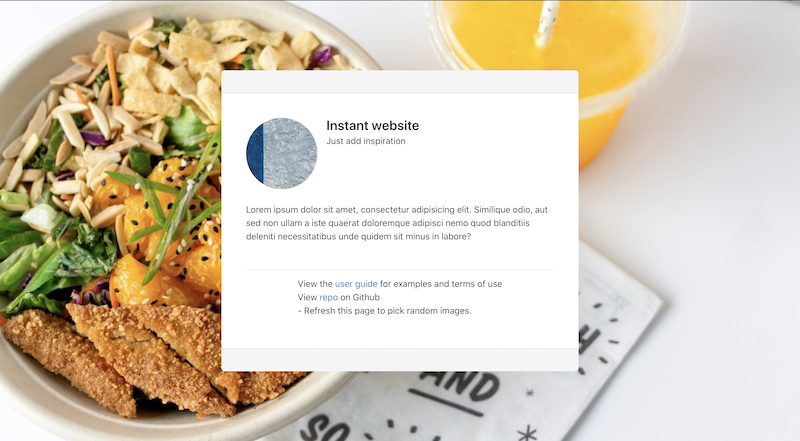 Instant website
Just add inspiration
Lorem ipsum dolor sit amet, consectetur adipisicing elit. Similique odio, aut
sed non ullam a iste quaerat doloremque adipisci nemo quod blanditiis
deleniti necessitatibus unde quidem sit minus in labore?
View the user guide for examples and terms of use
View repo on Github
- Refresh this page to pick random images.
AND
SO